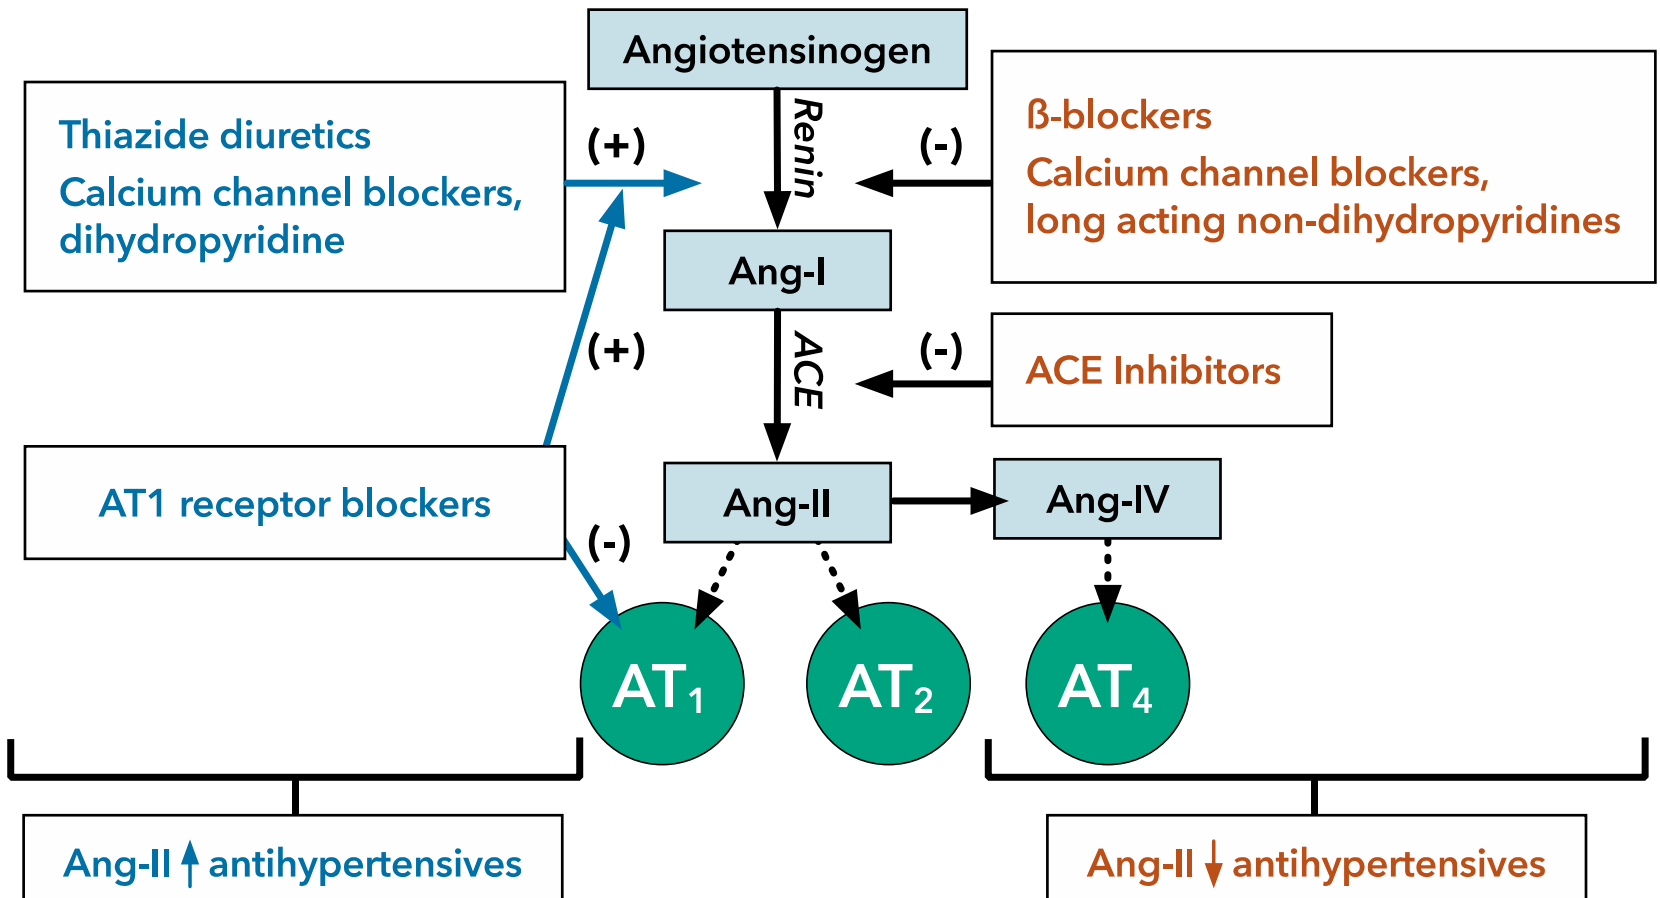 Angiotensinogen
Thiazide diuretics
Calcium channel blockers,
dihydropyridine
(+)
Renin
(-)
ß-blockers
Calcium channel blockers,
long acting non-dihydropyridines
Ang-I
(+)
ACE
(-)
ACE Inhibitors
AT1 receptor blockers
(-)
Ang-II
Ang-IV
AT1
AT2
AT4
Ang-II ↑ antihypertensives
Ang-II ↓ antihypertensives